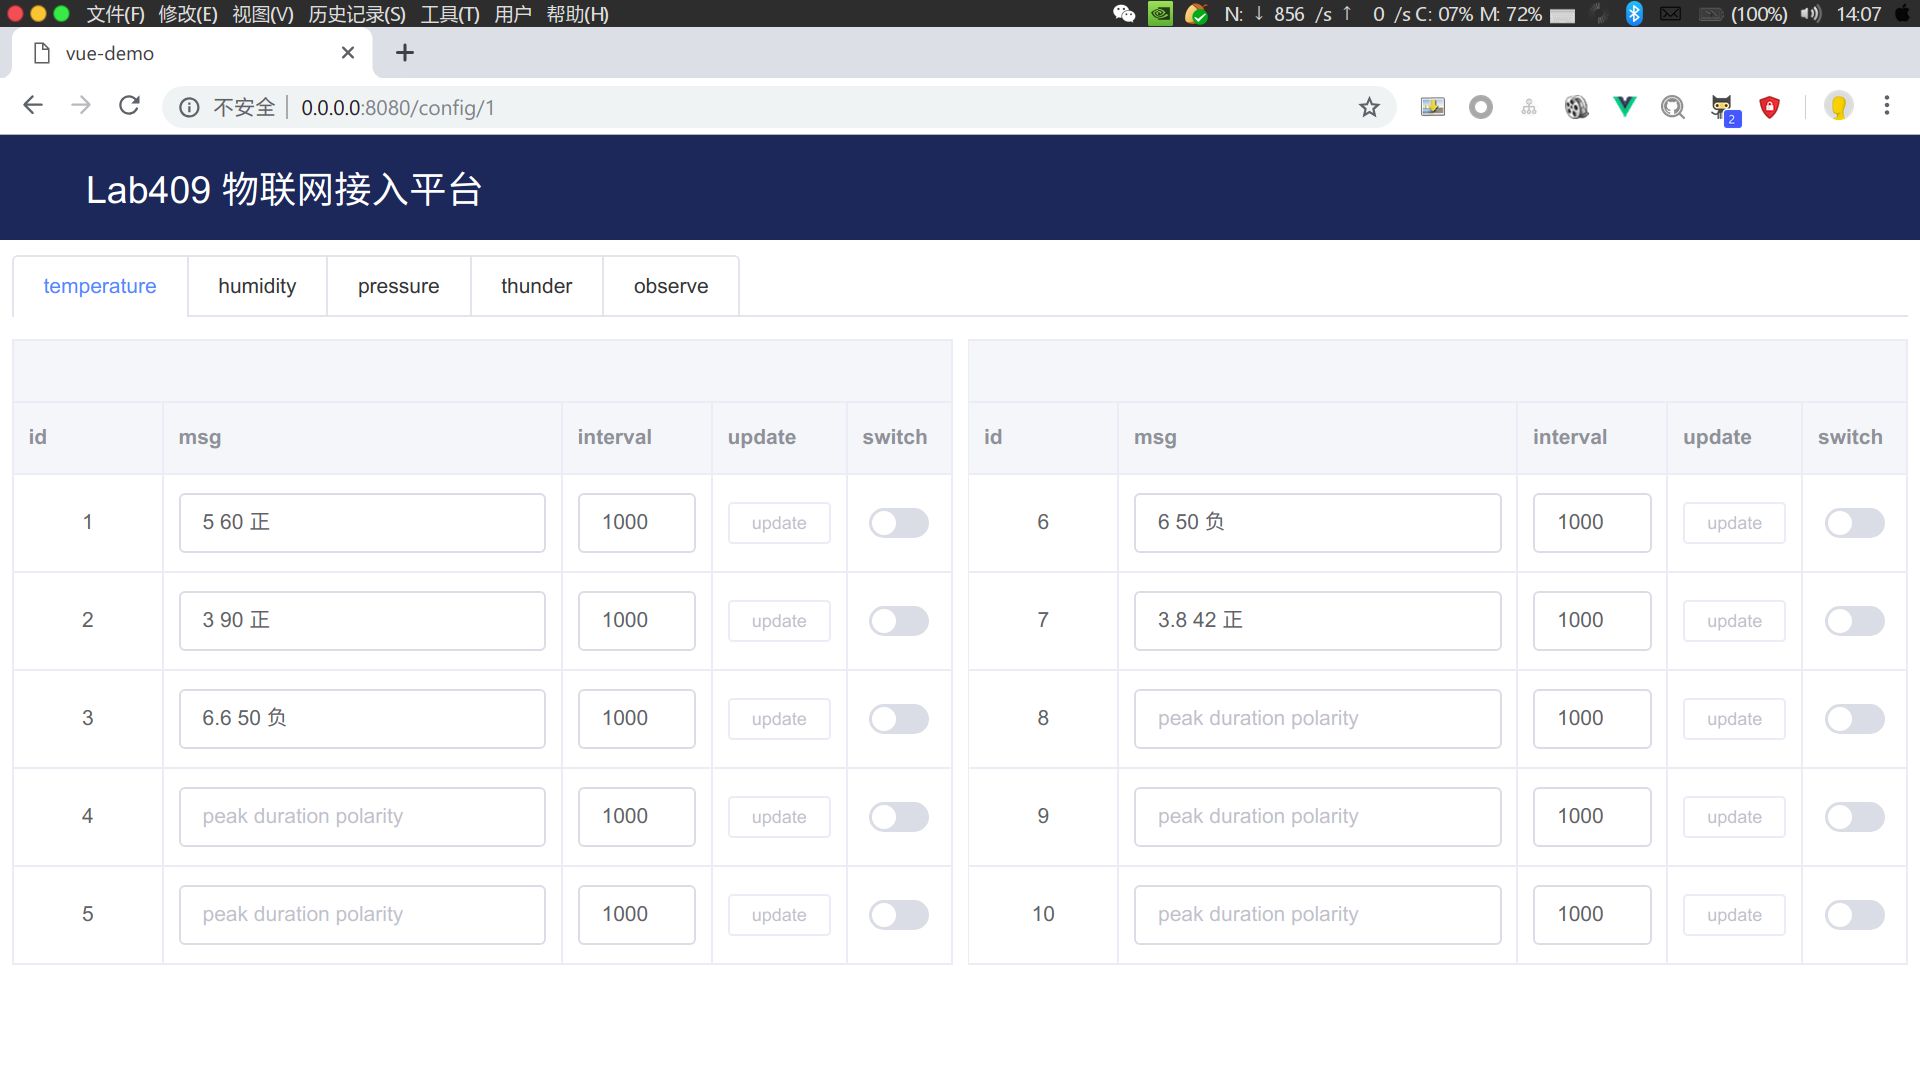 文件(F) 修改(E) 视图(V) 历史记录(S) 工具(T) 用户 帮助(H) N: ↓ 856 /s ↑ 0 /s C: 07% M: 72% (100%) 14:07
vue-demo
不安全 0.0.0.0:8080/config/1
2
Lab409 物联网接入平台
temperature humidity pressure thunder observe
id msg interval update switch id msg interval update switch
1 5 60 正 1000 update 6 6 50 负 1000 update
2 3 90 正 1000 update 7 3.8 42 正 1000 update
3 6.6 50 负 1000 update 8 peak duration polarity 1000 update
4 peak duration polarity 1000 update 9 peak duration polarity 1000 update
5 peak duration polarity 1000 update 10 peak duration polarity 1000 update